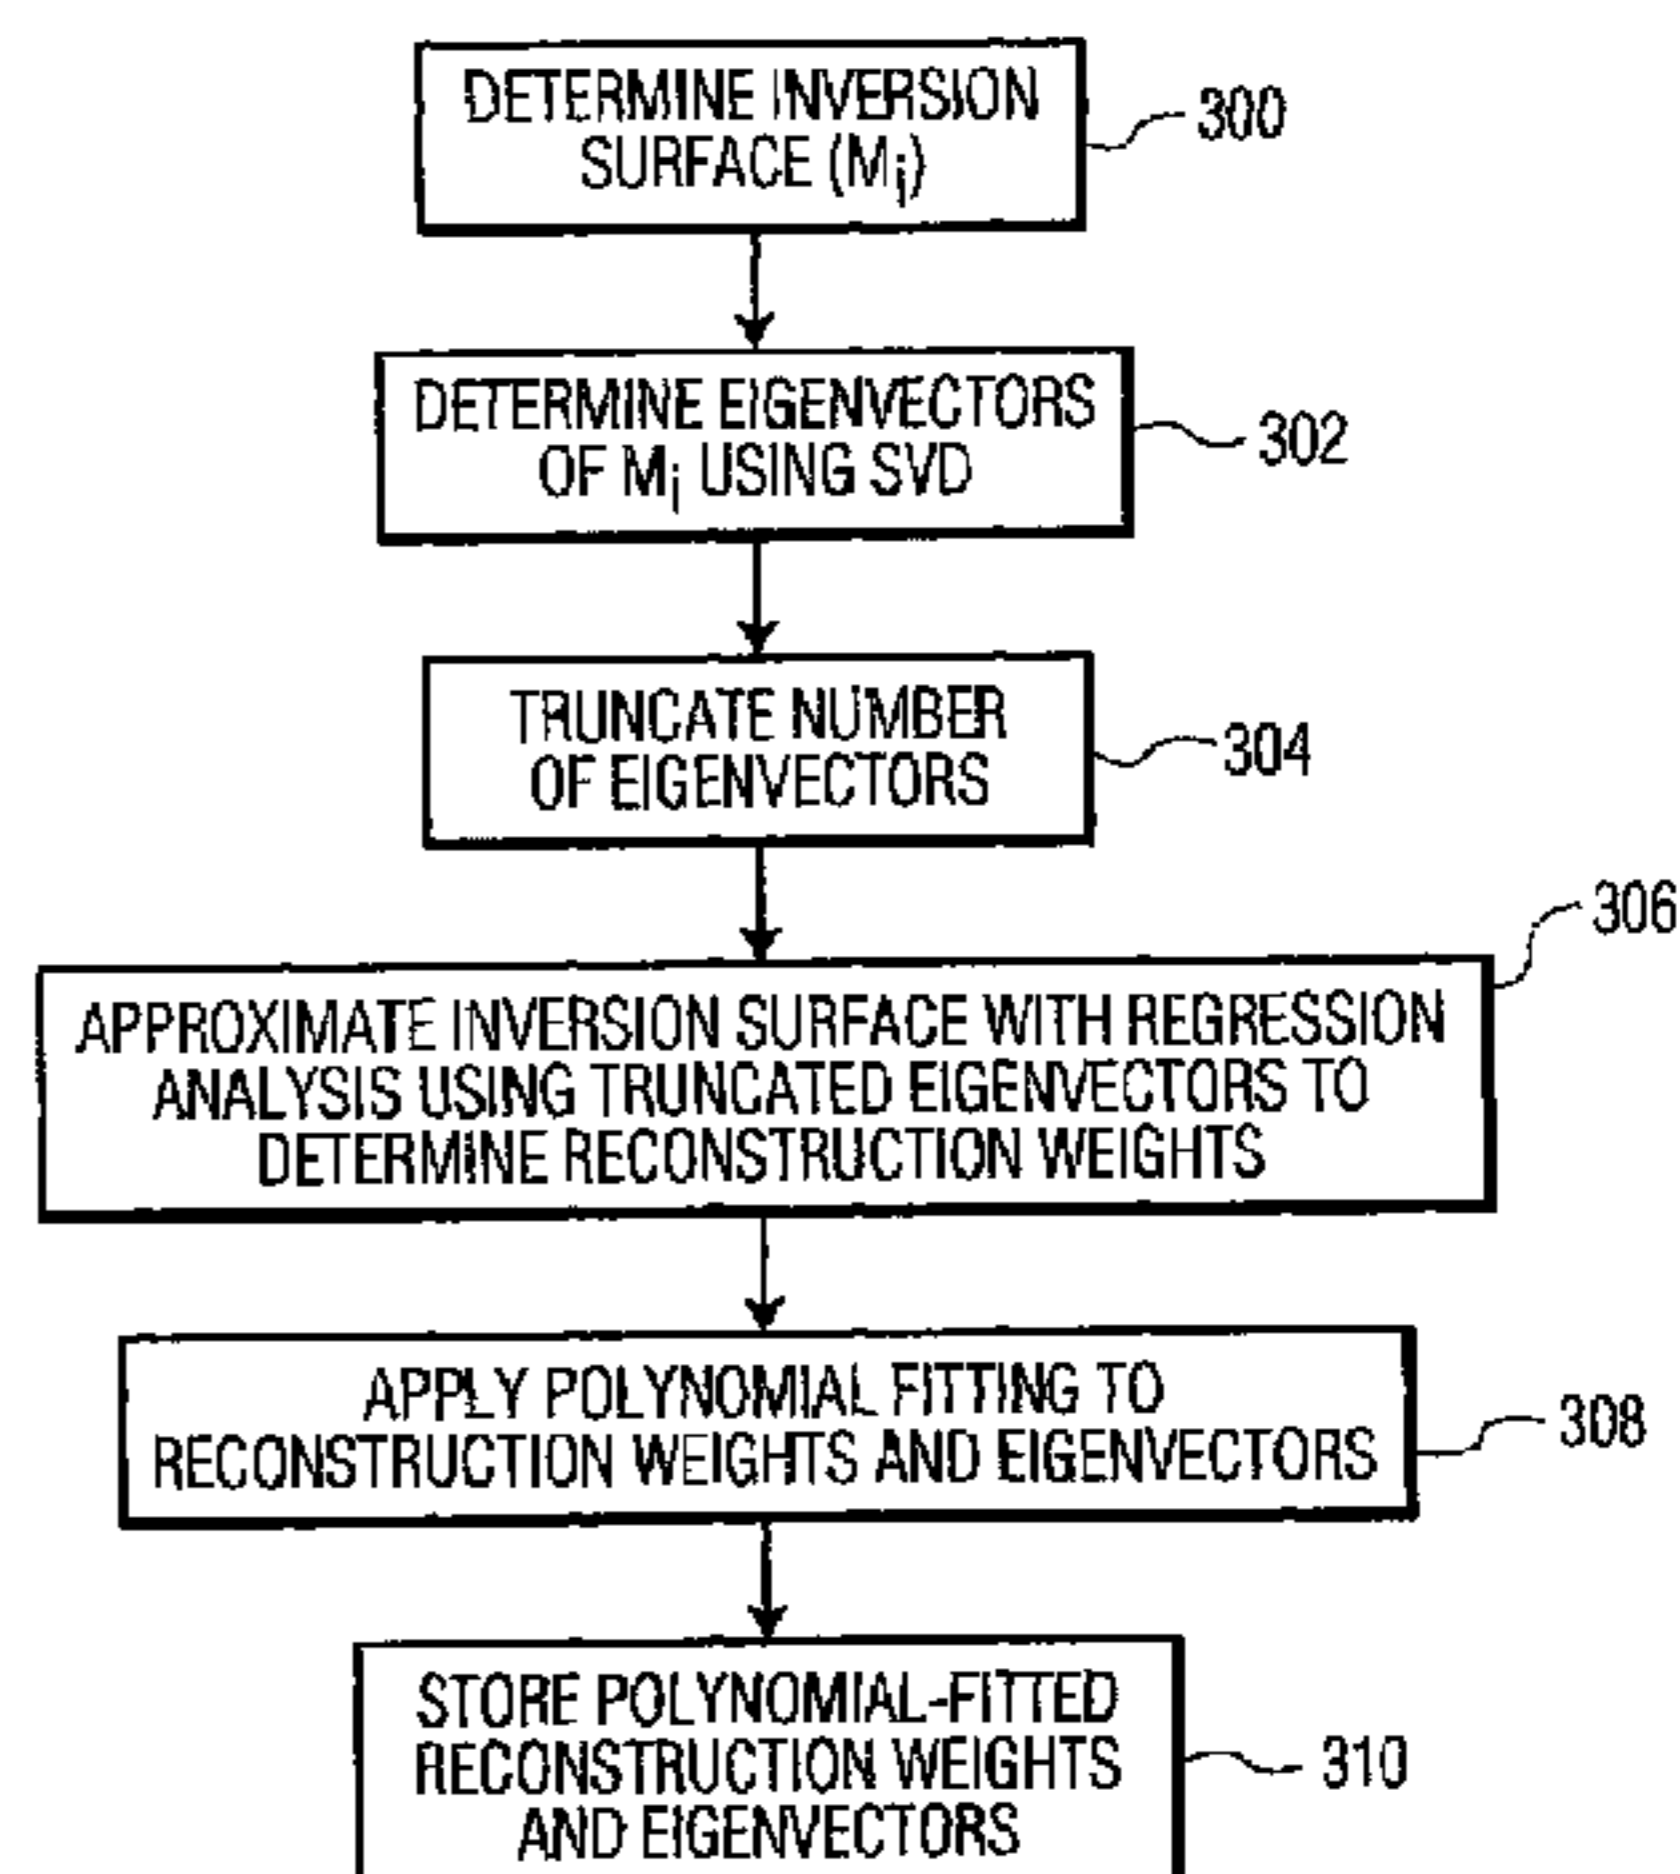 DETERMINE INVERSION
SURFACE (Mi)
300
DETERMINE EIGENVECTORS
OF Mi USING SVD
302
TRUNCATE NUMBER
OF EIGENVECTORS
304
306
APPROXIMATE INVERSION SURFACE WITH REGRESSION
ANALYSIS USING TRUNCATED EIGENVECTORS TO
DETERMINE RECONSTRUCTION WEIGHTS
APPLY POLYNOMIAL FITTING TO
RECONSTRUCTION WEIGHTS AND EIGENVECTORS
308
STORE POLYNOMIAL-FITTED
RECONSTRUCTION WEIGHTS
AND EIGENVECTORS
310